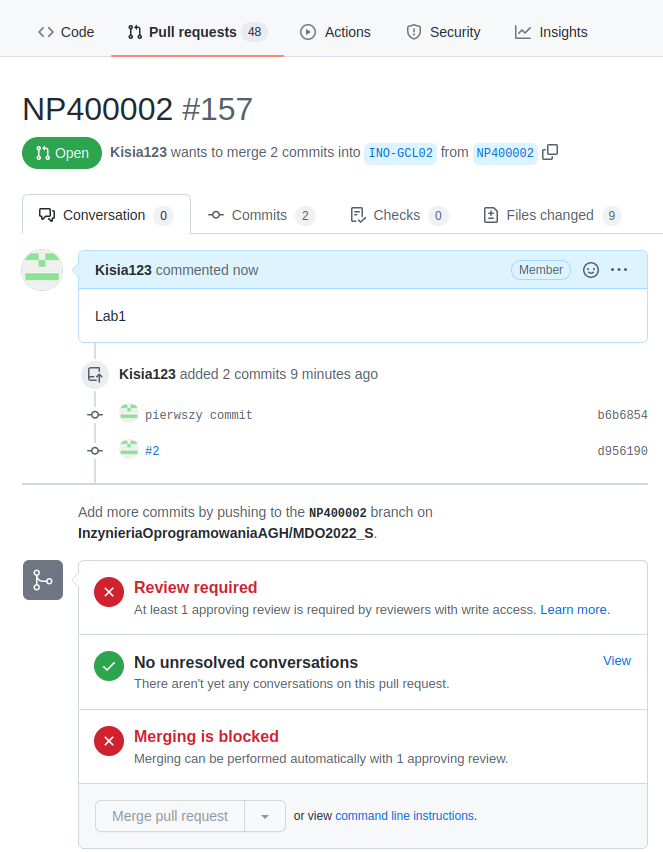 Code Pull requests 48 Actions Security Insights
NP400002 #157
Open Kisia123 wants to merge 2 commits into INO-GCL02 from NP400002
Conversation 0 Commits 2 Checks 0 Files changed 9
Kisia123 commented now Member
Lab1
Kisia123 added 2 commits 9 minutes ago
pierwszy commit b6b6854
#2 d956190
Add more commits by pushing to the NP400002 branch on
InzynieriaOprogramowaniaAGH/MDO2022_S.
Review required
At least 1 approving review is required by reviewers with write access. Learn more.
No unresolved conversations View
There aren't yet any conversations on this pull request.
Merging is blocked
Merging can be performed automatically with 1 approving review.
Merge pull request or view command line instructions.